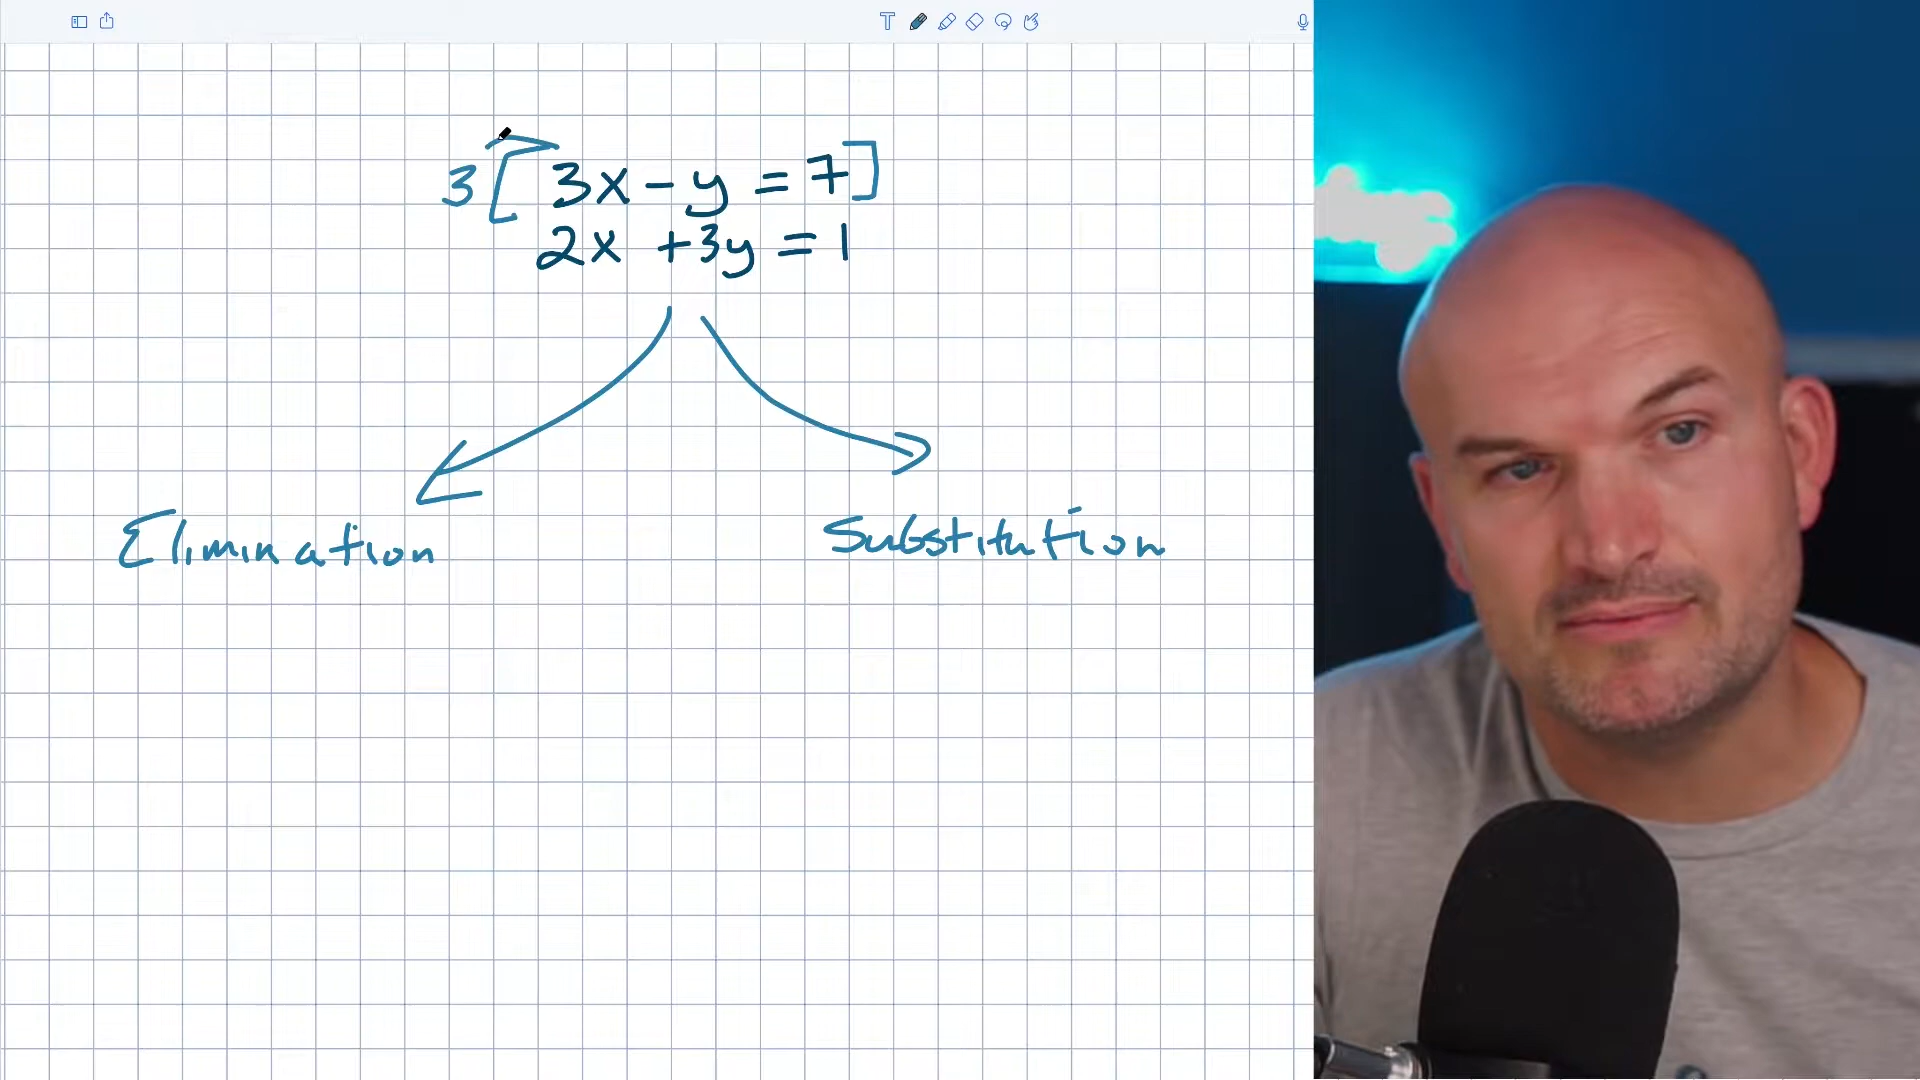 3[3x - y = 7]
2x + 3y = 1
Elimination
Substitution